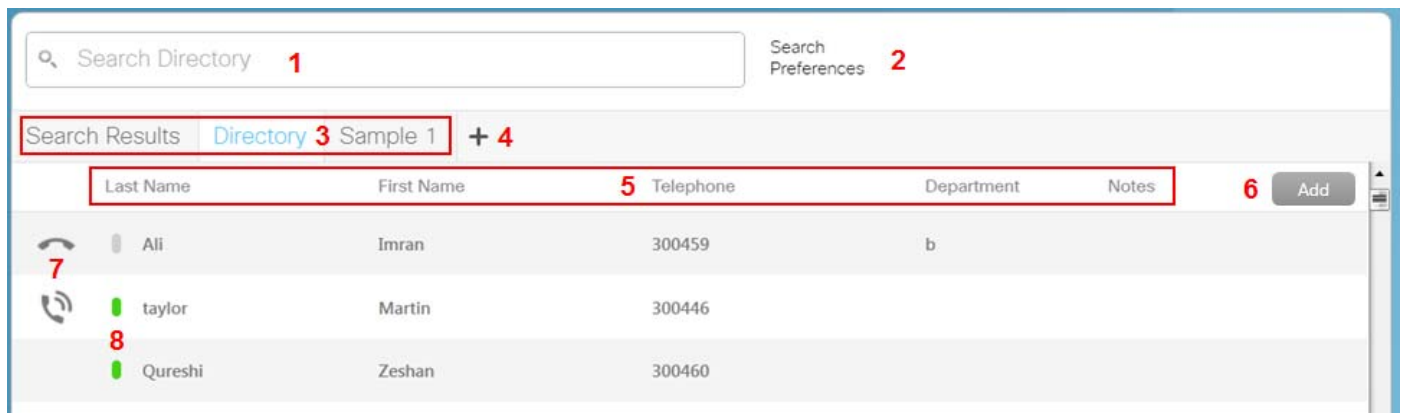 Search Directory 1
Search
Preferences 2
Search Results Directory 3 Sample 1 + 4
Last Name First Name 5 Telephone Department Notes 6 Add
Ali Imran 300459 b
7
taylor Martin 300446
8
Qureshi Zeshan 300460